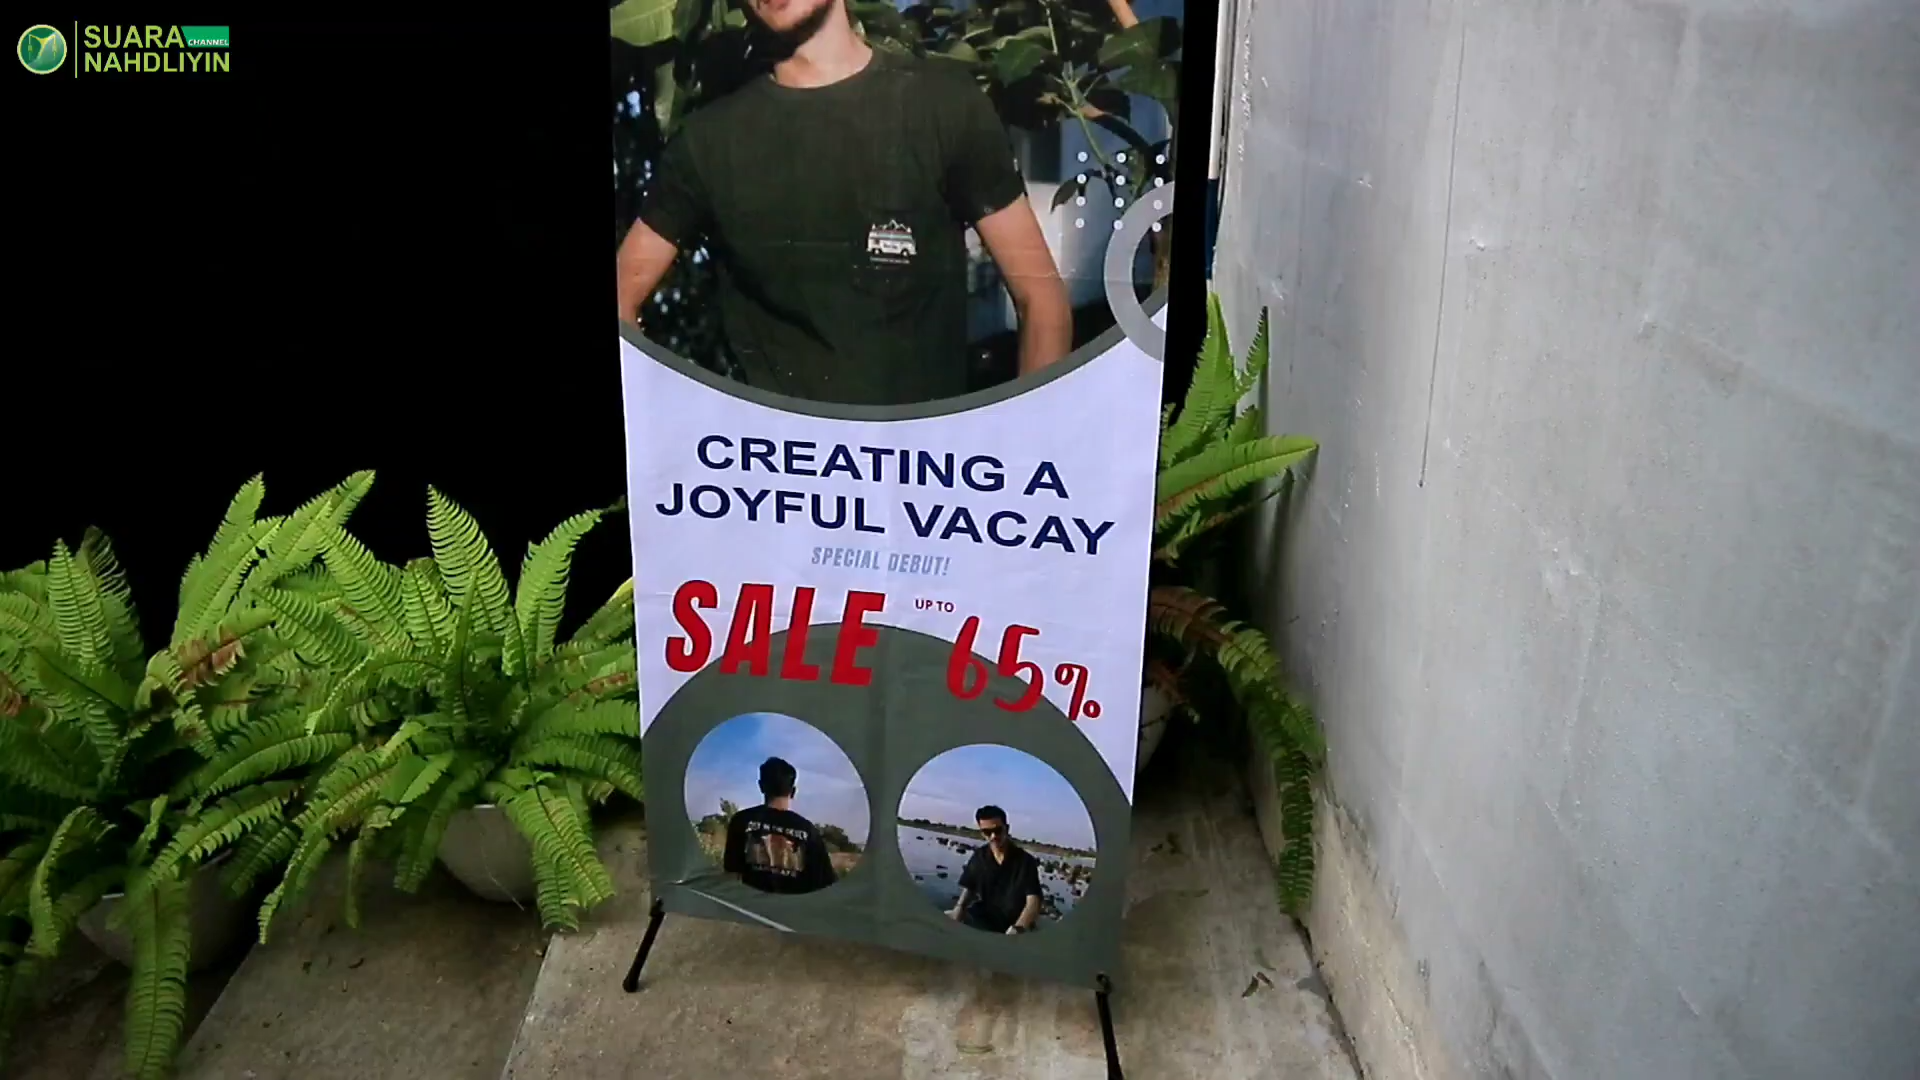 SUARA CHANNEL
NAHDLIYIN
CREATING A
JOYFUL VACAY
SPECIAL DEBUT!
SALE UP TO 65%